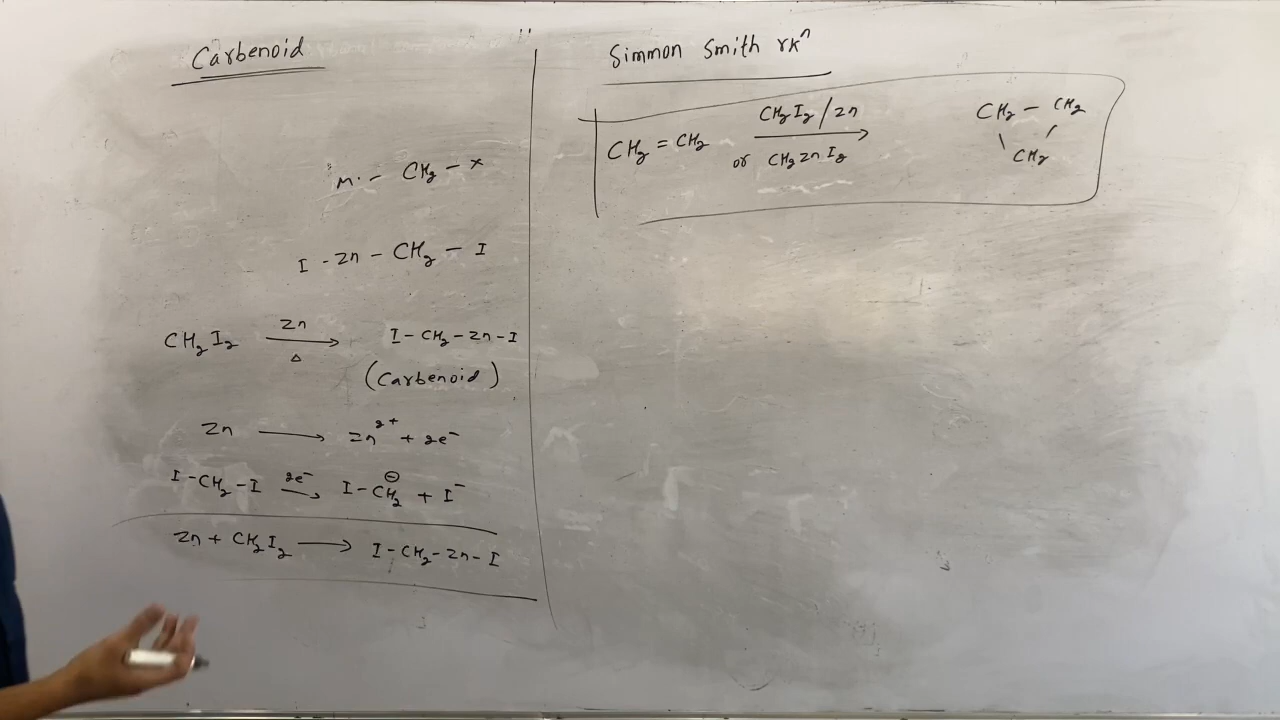 Carbenoid
M - CH₂ - X
I - Zn - CH₂ - I
CH₂I₂ Zn → Δ I - CH₂ - Zn - I
(Carbenoid)
Zn ⟶ Zn²⁺ + 2e⁻
I - CH₂ - I 2e⁻ → I - CH₂⊖ + I⁻
Zn + CH₂I₂ ⟶ I - CH₂ - Zn - I
Simmon Smith rxⁿ
CH₂I₂ / Zn
CH₂ = CH₂ ⟶ CH₂ - CH₂
or CH₂ZnI₂
\ /
CH₂